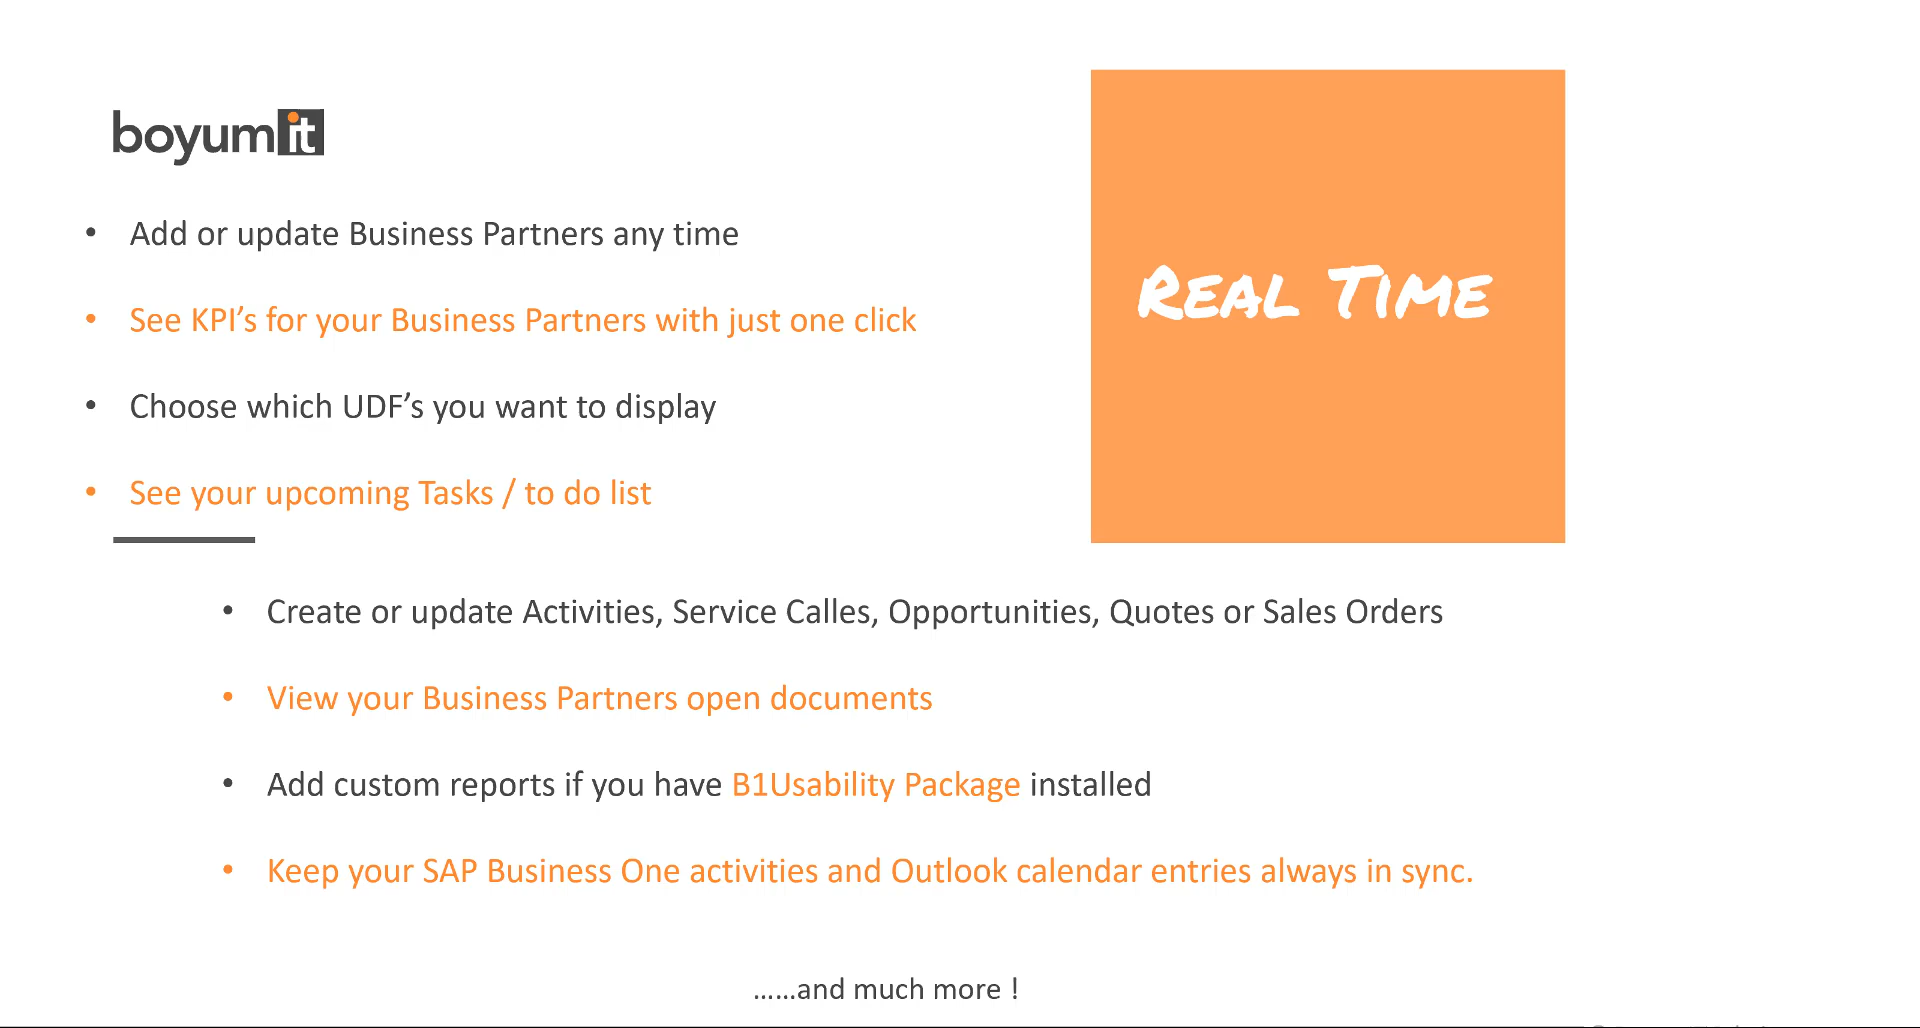 boyumit
• Add or update Business Partners any time
• See KPI’s for your Business Partners with just one click
• Choose which UDF’s you want to display
• See your upcoming Tasks / to do list
REAL TIME
• Create or update Activities, Service Calles, Opportunities, Quotes or Sales Orders
• View your Business Partners open documents
• Add custom reports if you have B1Usability Package installed
• Keep your SAP Business One activities and Outlook calendar entries always in sync.
......and much more !